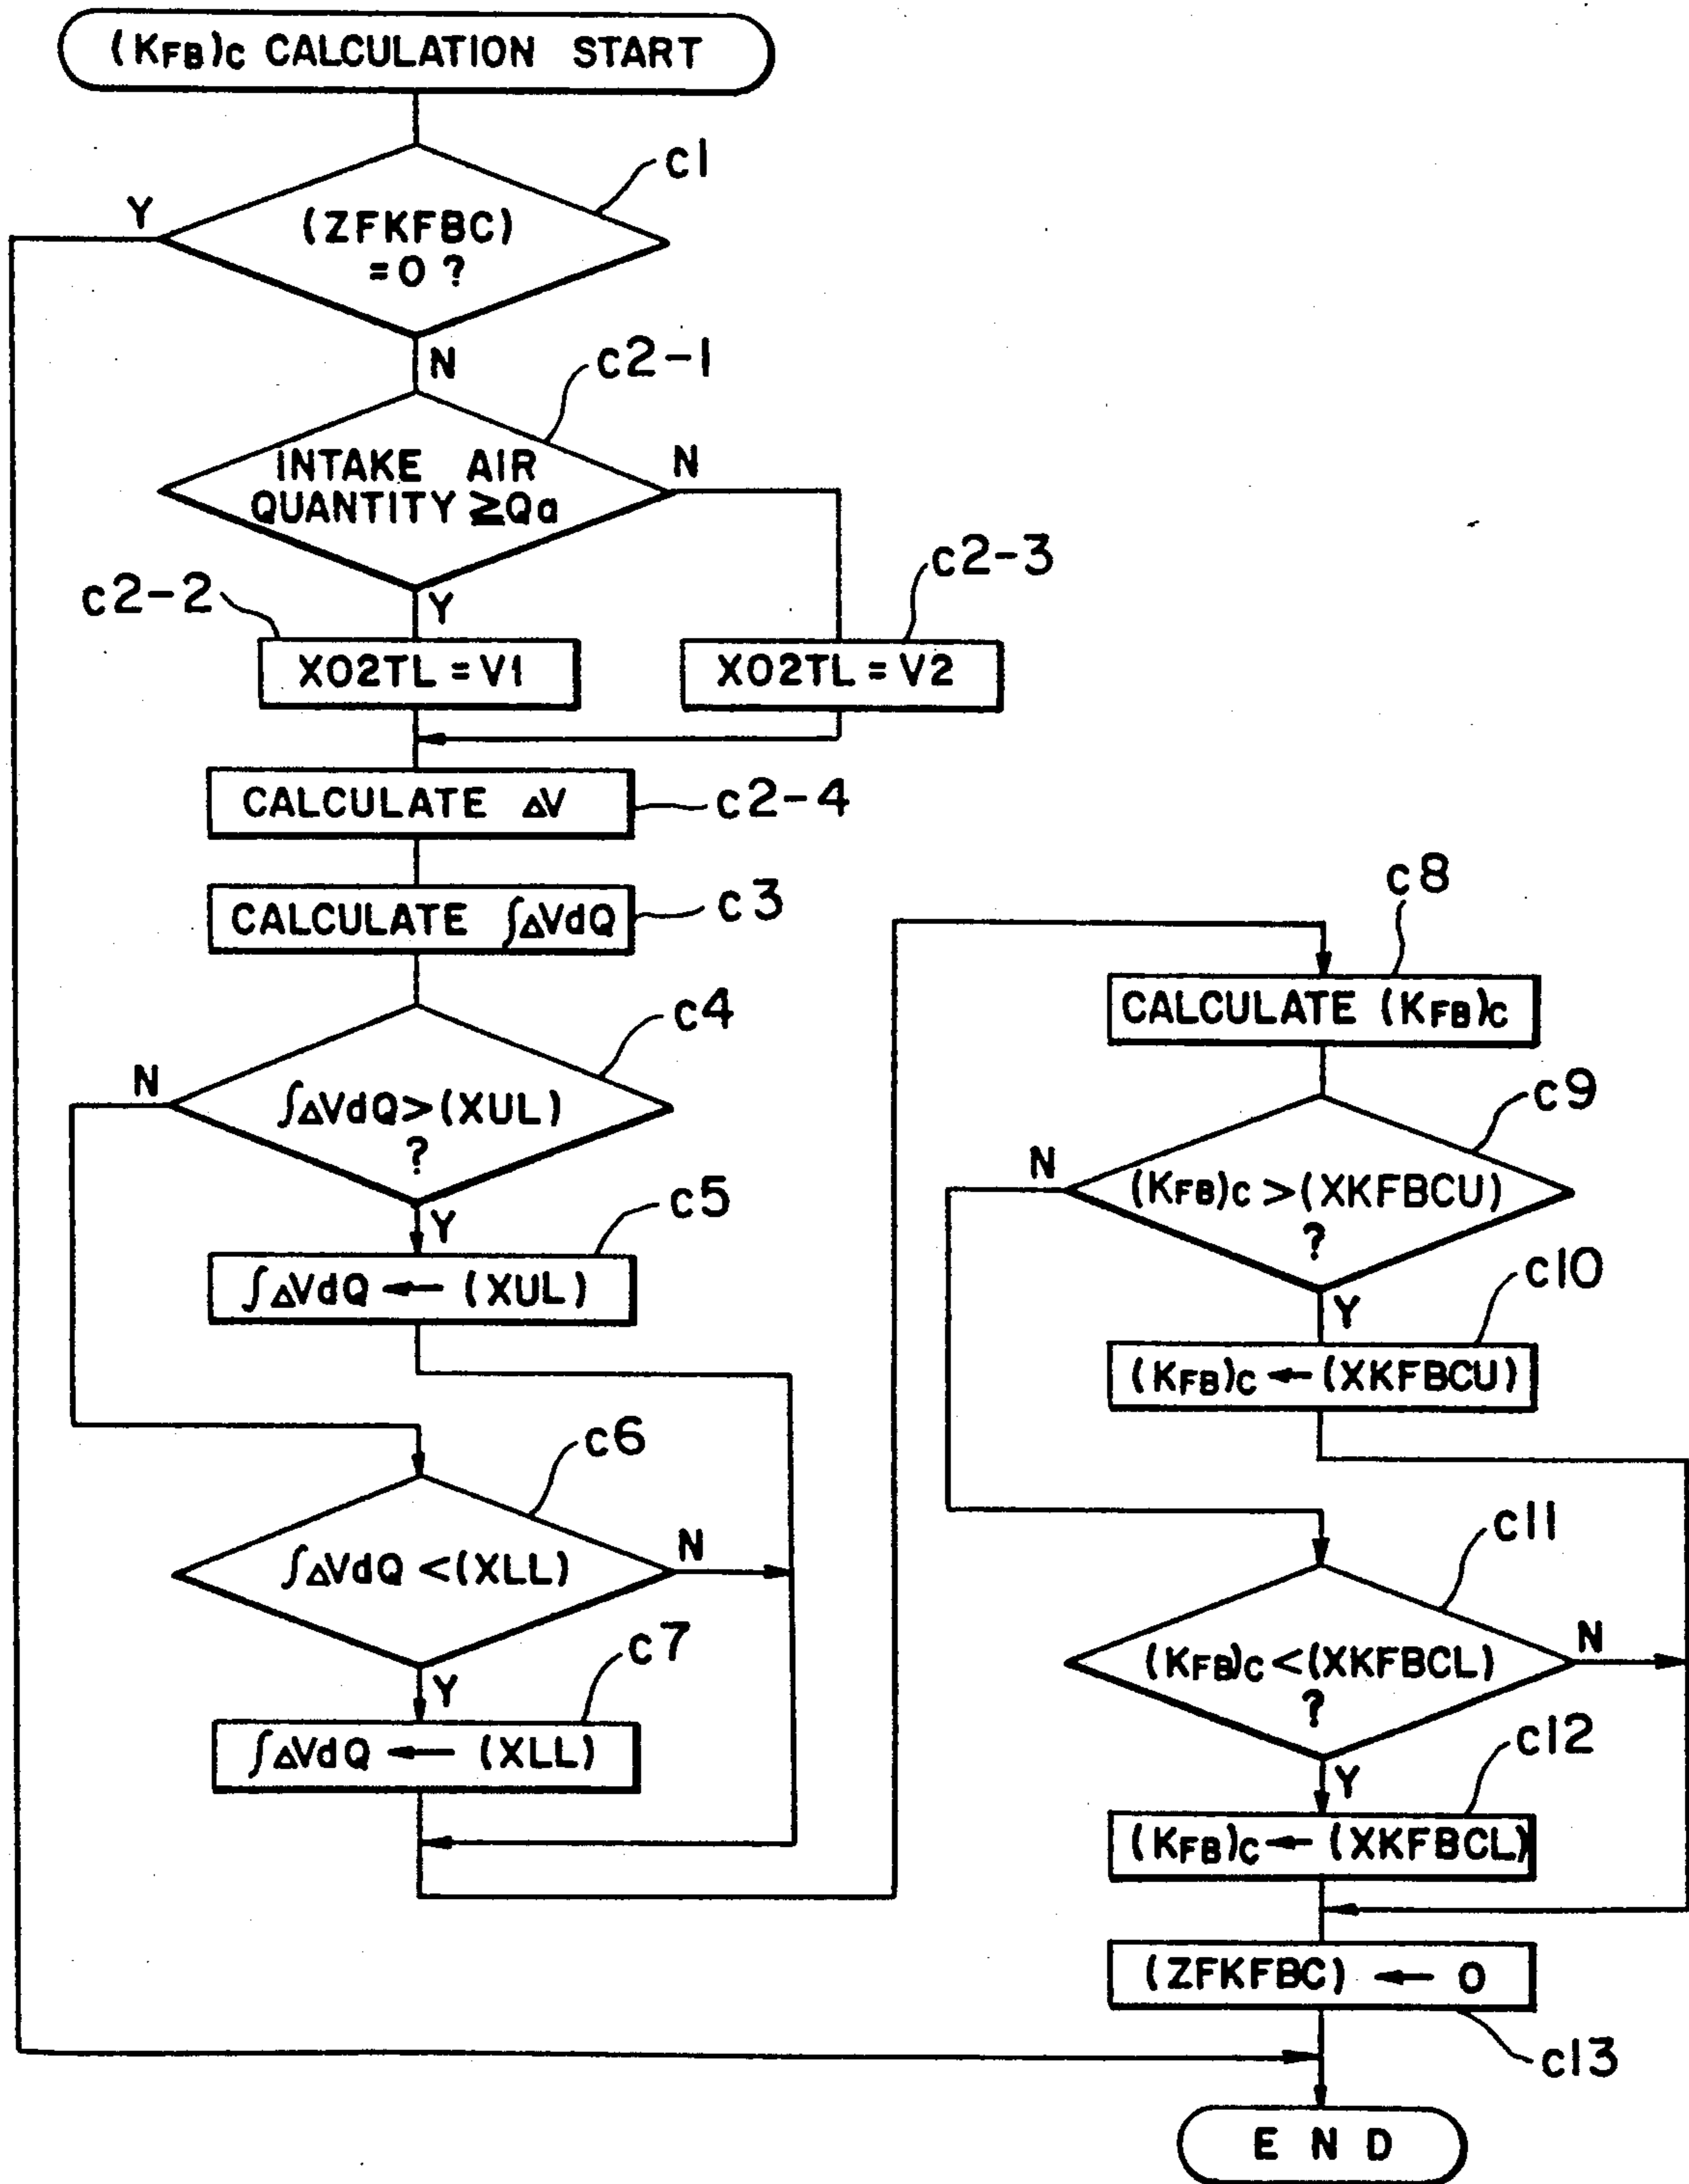 (KFB)C CALCULATION START
c1
Y
(ZFKFBC)
=0 ?
N
c2-1
INTAKE AIR
QUANTITY ≧Qa
N
c2-2
Y
c2-3
XO2TL = V1
XO2TL = V2
CALCULATE ΔV
c2-4
CALCULATE ∫ΔVdQ
c3
c4
N
∫ΔVdQ>(XUL)
?
Y
c5
∫ΔVdQ ← (XUL)
c6
∫ΔVdQ <(XLL)
N
c7
Y
∫ΔVdQ ← (XLL)
c8
CALCULATE (KFB)C
c9
N
(KFB)C >(XKFBCU)
?
c10
Y
(KFB)C ← (XKFBCU)
c11
(KFB)C <(XKFBCL)
?
N
c12
Y
(KFB)C ← (XKFBCL)
(ZFKFBC) ← 0
c13
END